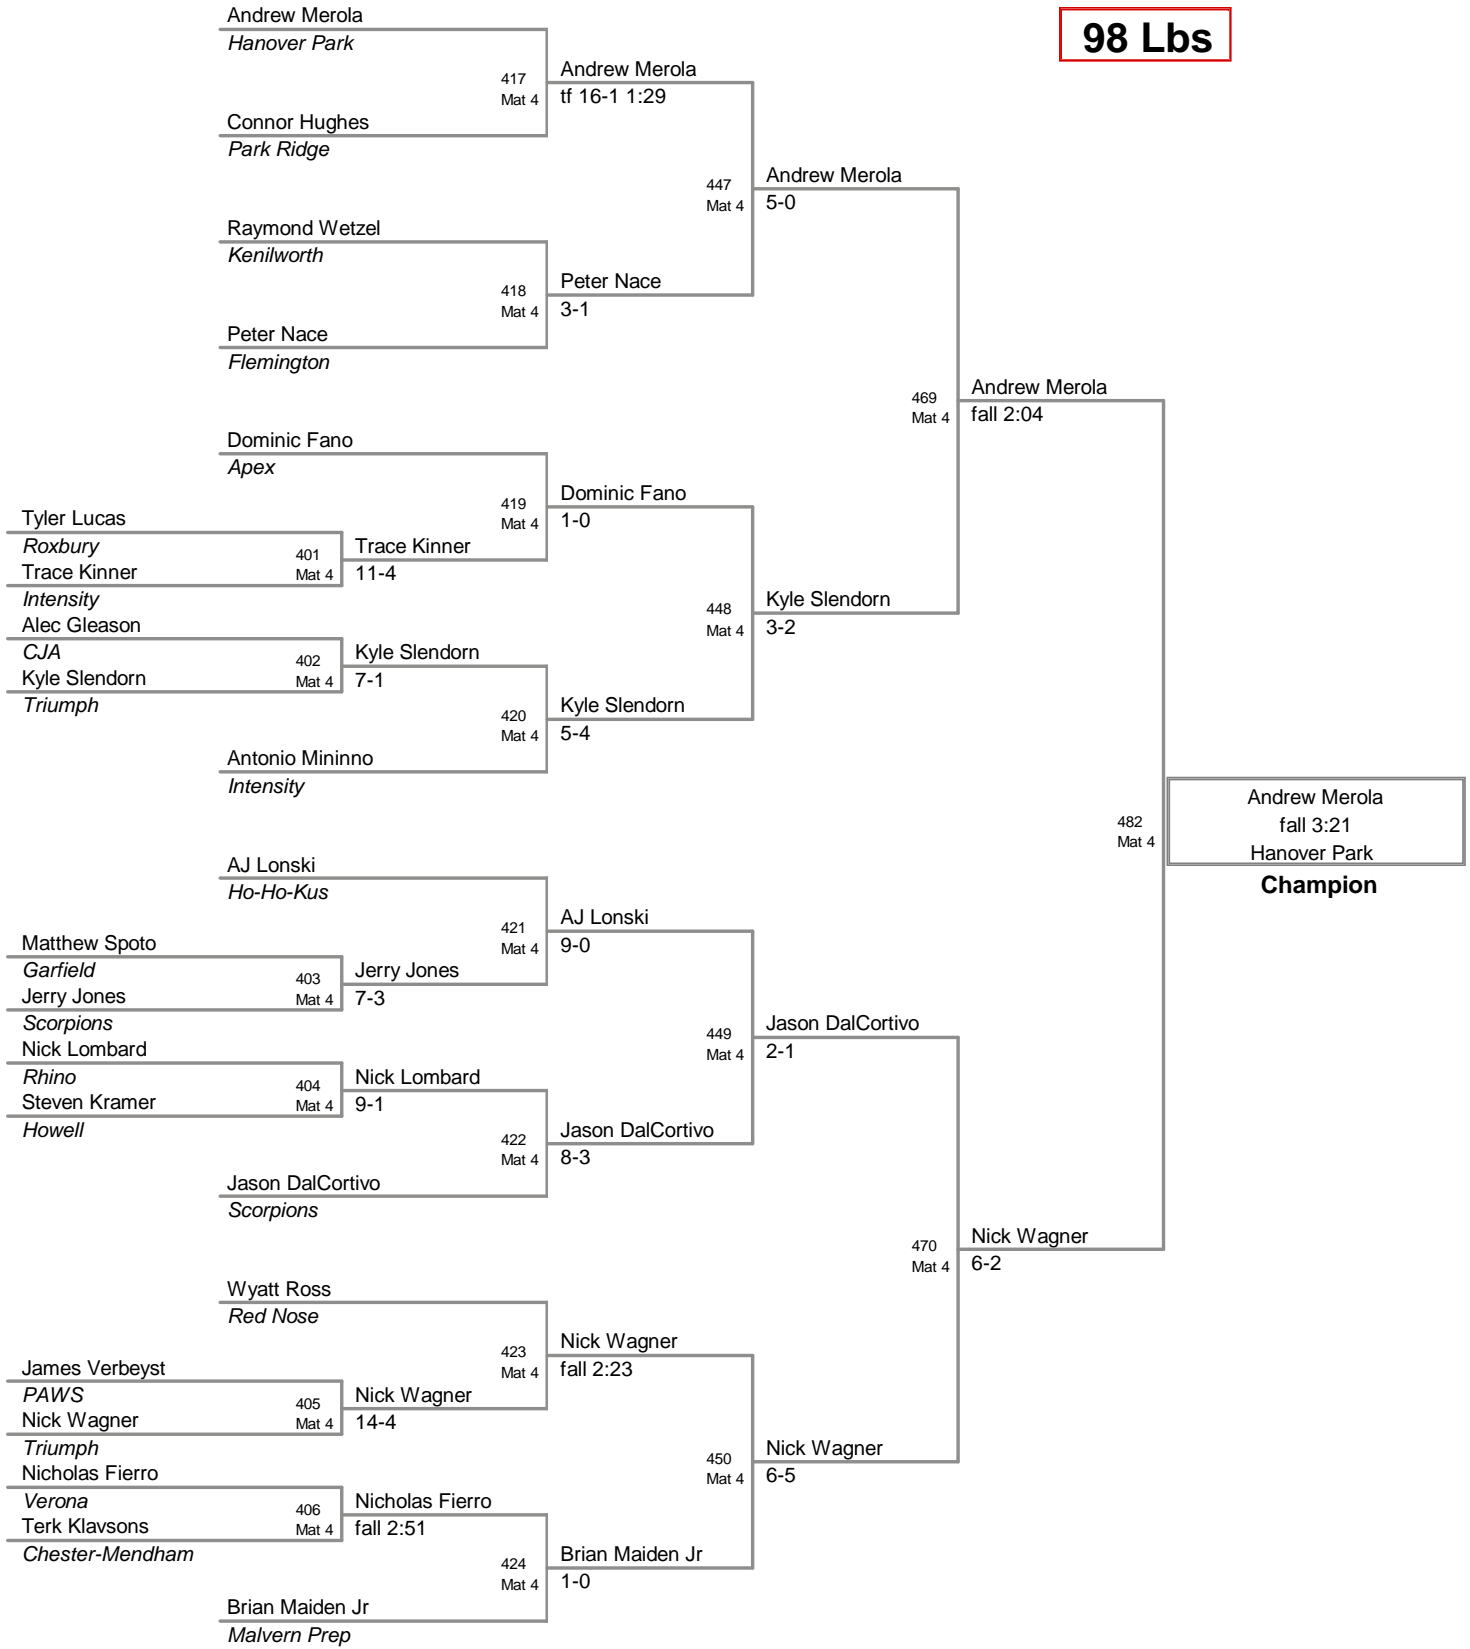 98 Lbs
Andrew Merola
Hanover Park
417
Mat 4
Andrew Merola
tf 16-1 1:29
Connor Hughes
Park Ridge
447
Mat 4
Andrew Merola
5-0
Raymond Wetzel
Kenilworth
418
Mat 4
Peter Nace
3-1
Peter Nace
Flemington
469
Mat 4
Andrew Merola
fall 2:04
Dominic Fano
Apex
419
Mat 4
Dominic Fano
1-0
Tyler Lucas
Roxbury
401
Mat 4
Trace Kinner
11-4
Trace Kinner
Intensity
448
Mat 4
Kyle Slendorn
3-2
Alec Gleason
CJA
402
Mat 4
Kyle Slendorn
7-1
Kyle Slendorn
Triumph
420
Mat 4
Kyle Slendorn
5-4
Antonio Mininno
Intensity
482
Mat 4
Andrew Merola
fall 3:21
Hanover Park
Champion
AJ Lonski
Ho-Ho-Kus
421
Mat 4
AJ Lonski
9-0
Matthew Spoto
Garfield
403
Mat 4
Jerry Jones
7-3
Jerry Jones
Scorpions
449
Mat 4
Jason DalCortivo
2-1
Nick Lombard
Rhino
404
Mat 4
Nick Lombard
9-1
Steven Kramer
Howell
422
Mat 4
Jason DalCortivo
8-3
Jason DalCortivo
Scorpions
470
Mat 4
Nick Wagner
6-2
Wyatt Ross
Red Nose
423
Mat 4
Nick Wagner
fall 2:23
James Verbeyst
PAWS
405
Mat 4
Nick Wagner
14-4
Nick Wagner
Triumph
450
Mat 4
Nick Wagner
6-5
Nicholas Fierro
Verona
406
Mat 4
Nicholas Fierro
fall 2:51
Terk Klavsons
Chester-Mendham
424
Mat 4
Brian Maiden Jr
1-0
Brian Maiden Jr
Malvern Prep